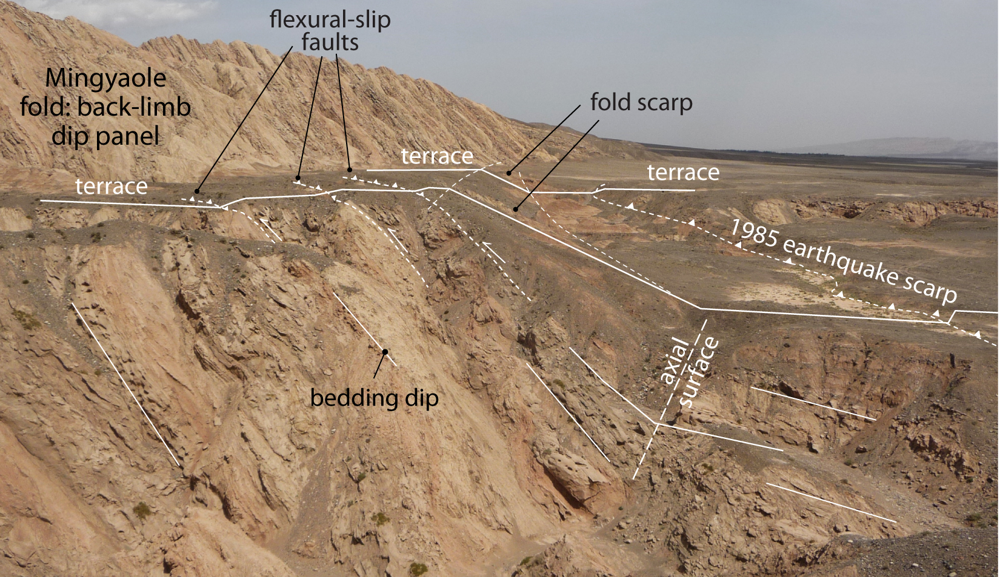 flexural-slip
faults
Mingyaole
fold: back-limb
dip panel
fold scarp
terrace
terrace
terrace
1985 earthquake scarp
axial
surface
bedding dip